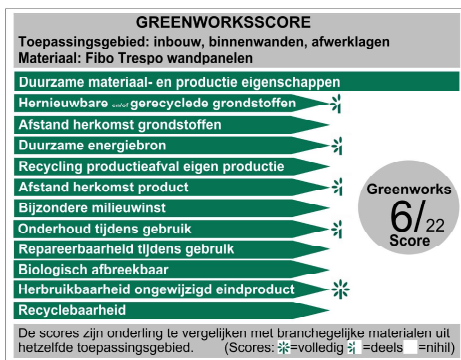 GREENWORKSSCORE
Toepassingsgebied: inbouw, binnenwanden, afwerklagen
Materiaal: Fibo Trespo wandpanelen
Duurzame materiaal- en productie eigenschappen
Hernieuwbare en/of gerecyclede grondstoffen
Afstand herkomst grondstoffen
Duurzame energiebron
Recycling productieafval eigen productie
Afstand herkomst product
Bijzondere milieuwinst
Onderhoud tijdens gebruik
Repareerbaarheid tijdens gebruik
Biologisch afbreekbaar
Herbruikbaarheid ongewijzigd eindproduct
Recyclebaarheid
Greenworks
6/22
Score
De scores zijn onderling te vergelijken met branchegelijke materialen uit
hetzelfde toepassingsgebied. (Scores: =volledig =deels =nihil)